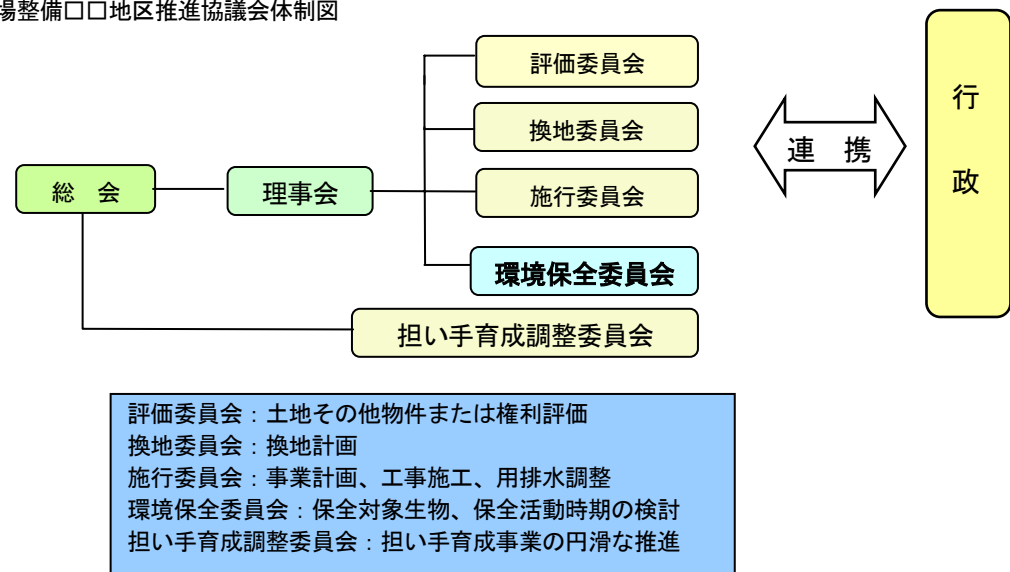 場整備□□地区推進協議会体制図
評価委員会
換地委員会
施行委員会
環境保全委員会
担い手育成調整委員会
総　会
理事会
連　携
行
政
評価委員会：土地その他物件または権利評価
換地委員会：換地計画
施行委員会：事業計画、工事施工、用排水調整
環境保全委員会：保全対象生物、保全活動時期の検討
担い手育成調整委員会：担い手育成事業の円滑な推進